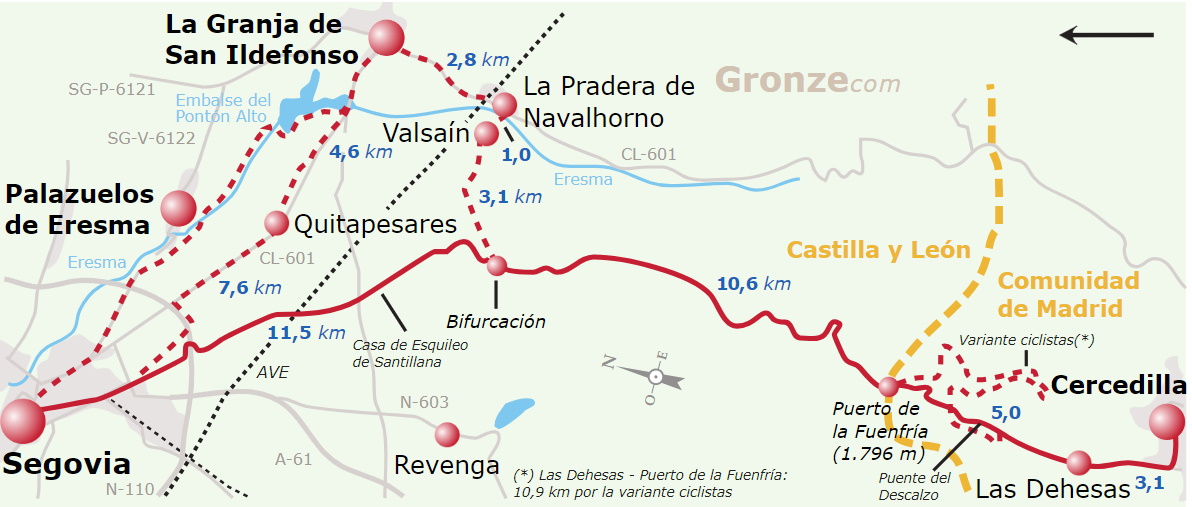 La Granja de
San Ildefonso
2,8 km
SG-P-6121
Embalse del
Pontón Alto
SG-V-6122
Gronze.com
La Pradera de
Navalhorno
Valsaín
1,0
CL-601
Eresma
4,6 km
3,1 km
Palazuelos
de Eresma
Quitapesares
Eresma
CL-601
7,6 km
11,5 km
Castilla y León
Comunidad
de Madrid
10,6 km
Bifurcación
Casa de Esquileo
de Santillana
Variante ciclistas(*)
N
E
O
AVE
Cercedilla
5,0
N-603
Puerto de
la Fuenfría
(1.796 m)
Segovia
A-61
Revenga
N-110
(*) Las Dehesas - Puerto de la Fuenfría:
10,9 km por la variante ciclistas
Puente del
Descalzo
Las Dehesas
3,1